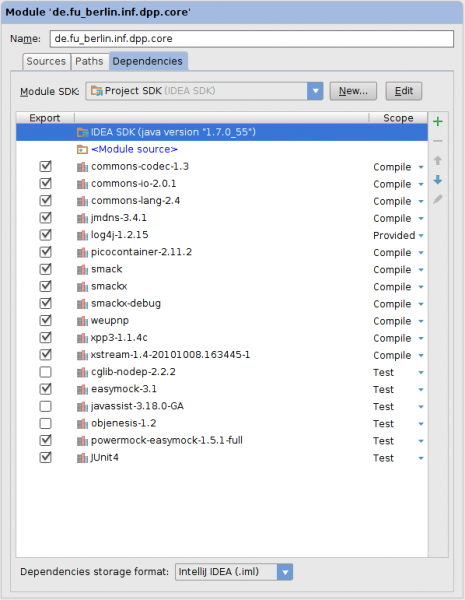 Module 'de.fu_berlin.inf.dpp.core'
Name: de.fu_berlin.inf.dpp.core
Sources Paths Dependencies
Module SDK: Project SDK (IDEA SDK) New... Edit
Export Scope
IDEA SDK (java version "1.7.0_55")
<Module source>
commons-codec-1.3 Compile
commons-io-2.0.1 Compile
commons-lang-2.4 Compile
jmdns-3.4.1 Compile
log4j-1.2.15 Provided
picocontainer-2.11.2 Compile
smack Compile
smackx Compile
smackx-debug Compile
weupnp Compile
xpp3-1.1.4c Compile
xstream-1.4-20101008.163445-1 Compile
cglib-nodep-2.2.2 Test
easymock-3.1 Test
javassist-3.18.0-GA Test
objenesis-1.2 Test
powermock-easymock-1.5.1-full Test
JUnit4 Test
Dependencies storage format: IntelliJ IDEA (.iml)